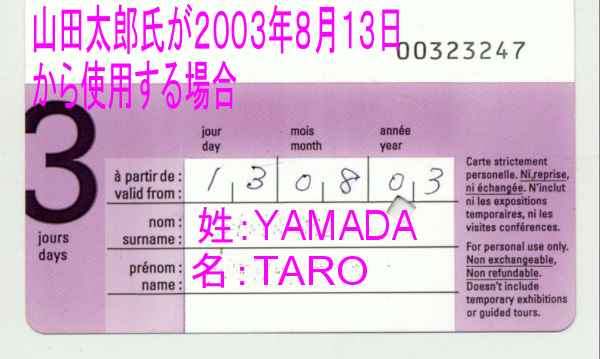 山田太郎氏が2003年8月13日
から使用する場合
00323247
3
jours
days
jour
day
mois
month
année
year
à partir de :
valid from :
1 3 0 8 0 3
nom :
surname :
姓:YAMADA
prénom :
name :
名:TARO
Carte strictement
personelle. Ni reprise,
ni échangée. N'inclut
ni les expositions
temporaires, ni les
visites conférences.
For personal use only.
Non exchangeable,
Non refundable.
Doesn't include
temporary exhibitions
or guided tours.